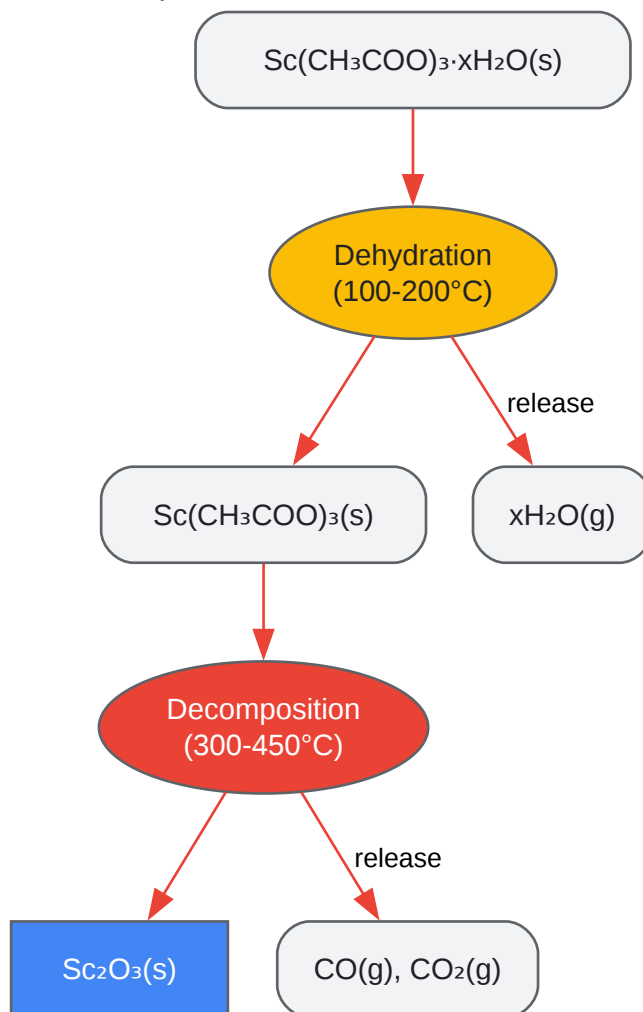 Sc(CH₃COO)₃·xH₂O(s)
Dehydration
(100-200°C)
release
Sc(CH₃COO)₃(s)
xH₂O(g)
Decomposition
(300-450°C)
release
Sc₂O₃(s)
CO(g), CO₂(g)